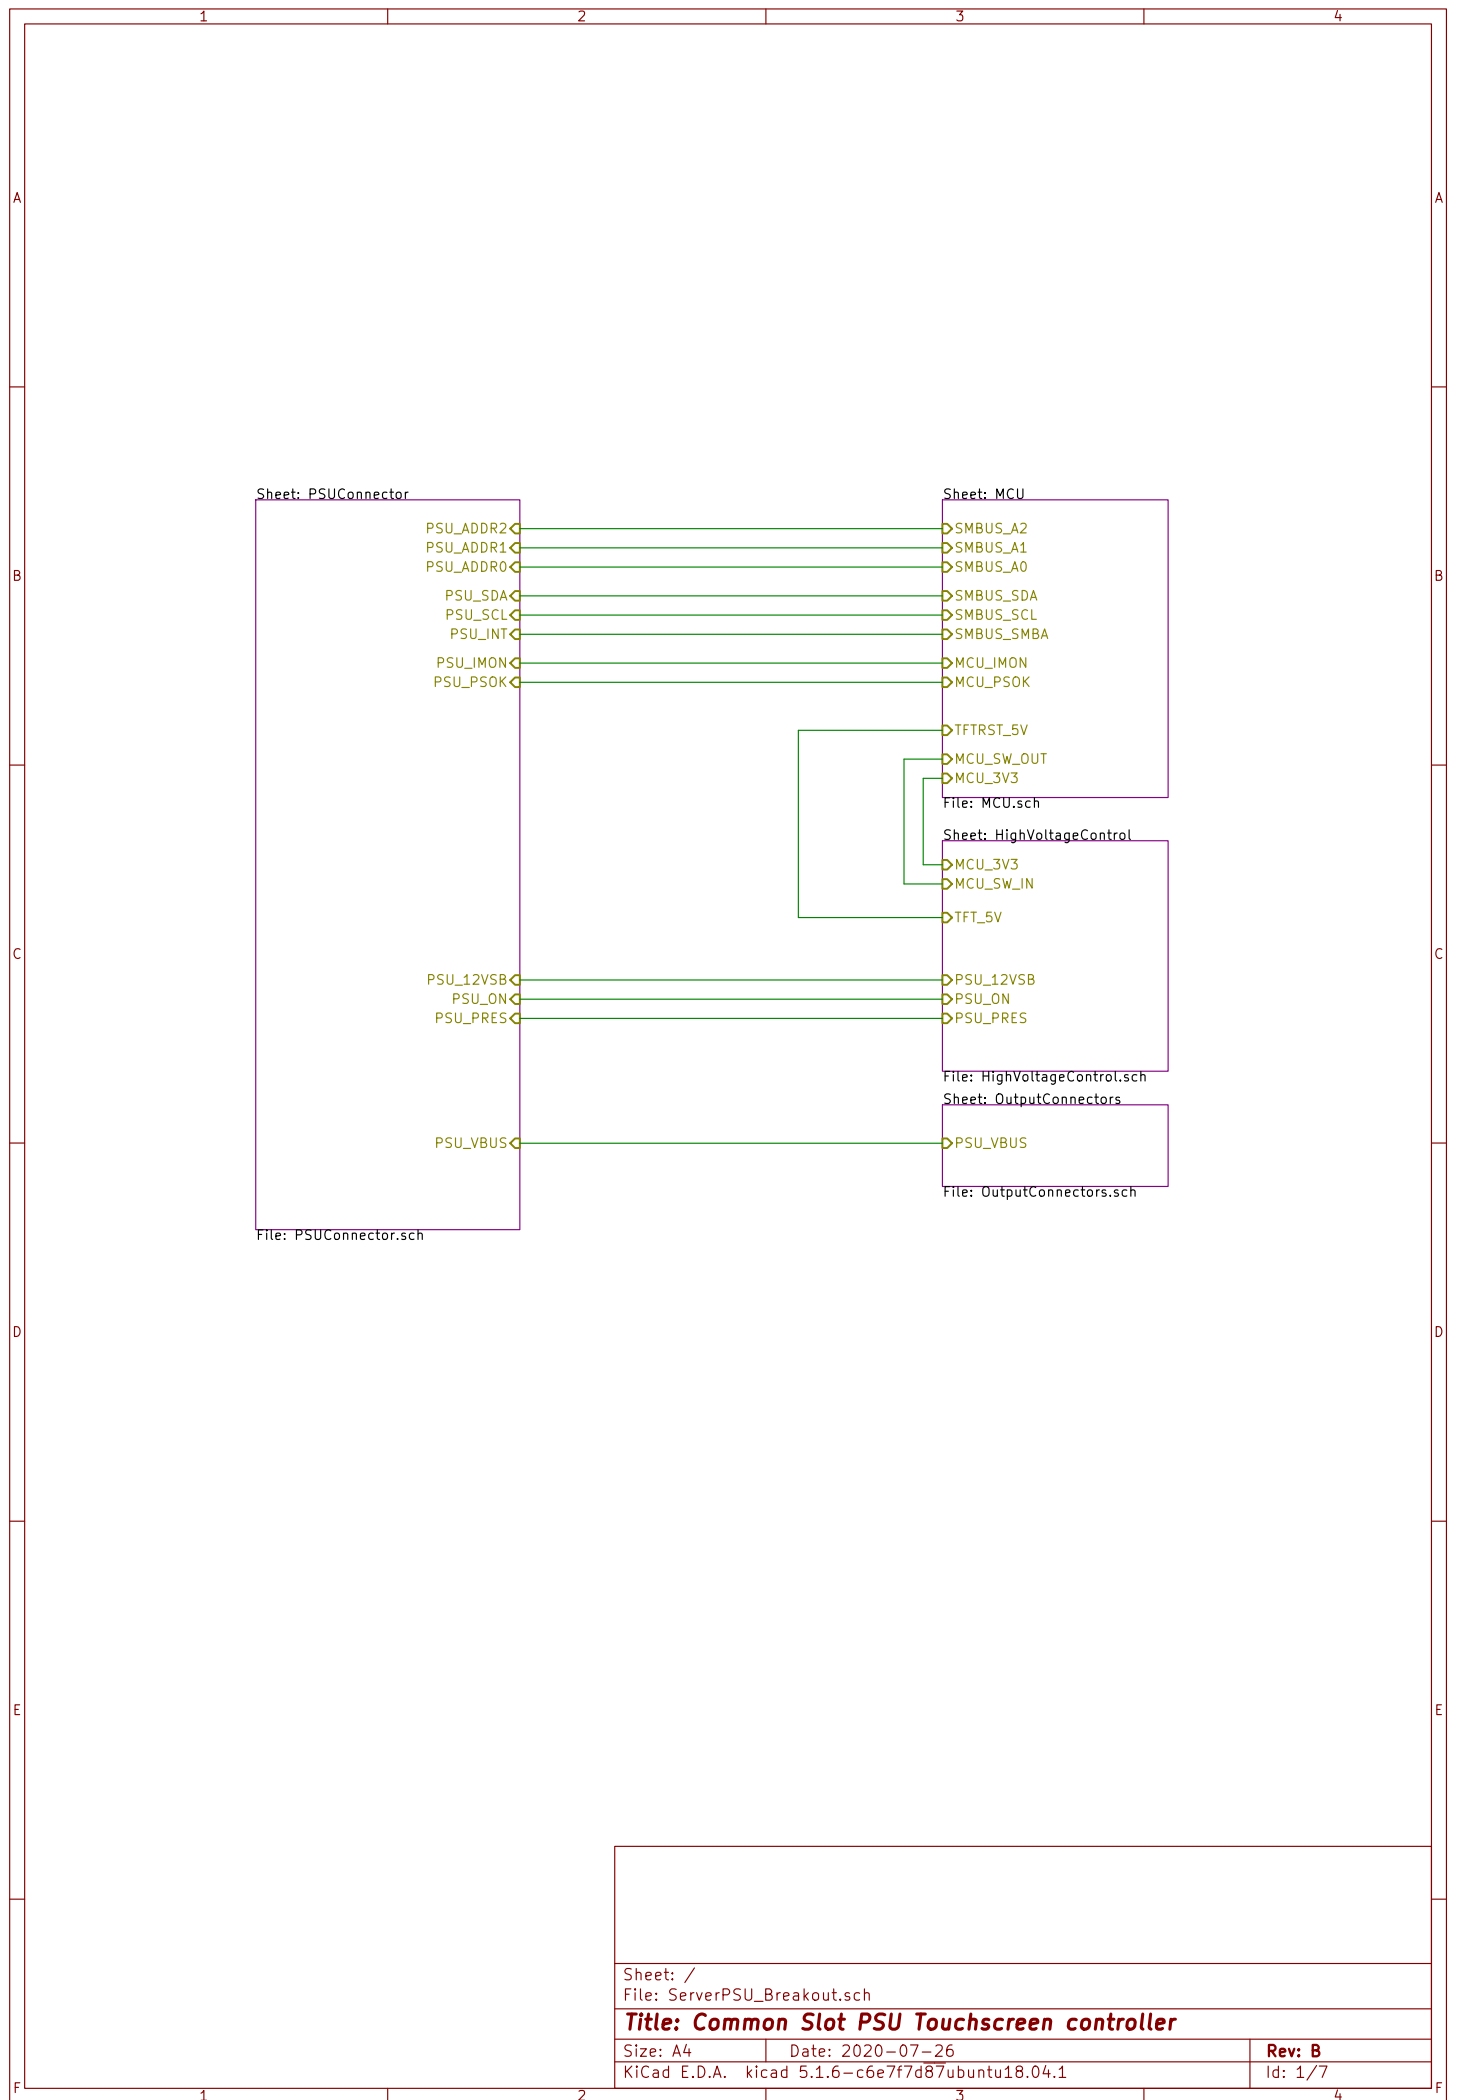 1 2 3 4
A A
Sheet: PSUConnector Sheet: MCU
PSU_ADDR2 SMBUS_A2
PSU_ADDR1 SMBUS_A1
PSU_ADDR0 SMBUS_A0
B B
PSU_SDA SMBUS_SDA
PSU_SCL SMBUS_SCL
PSU_INT SMBUS_SMBA
PSU_IMON MCU_IMON
PSU_PSOK MCU_PSOK
TFTRST_5V
MCU_SW_OUT
MCU_3V3
File: MCU.sch
Sheet: HighVoltageControl
MCU_3V3
MCU_SW_IN
TFT_5V
C C
PSU_12VSB PSU_12VSB
PSU_ON PSU_ON
PSU_PRES PSU_PRES
File: HighVoltageControl.sch
Sheet: OutputConnectors
PSU_VBUS PSU_VBUS
File: OutputConnectors.sch
File: PSUConnector.sch
D D
E E
Sheet: /
File: ServerPSU_Breakout.sch
Title: Common Slot PSU Touchscreen controller
Size: A4 Date: 2020-07-26 Rev: B
KiCad E.D.A. kicad 5.1.6-c6e7f7d87ubuntu18.04.1 Id: 1/7
F F
1 2 3 4